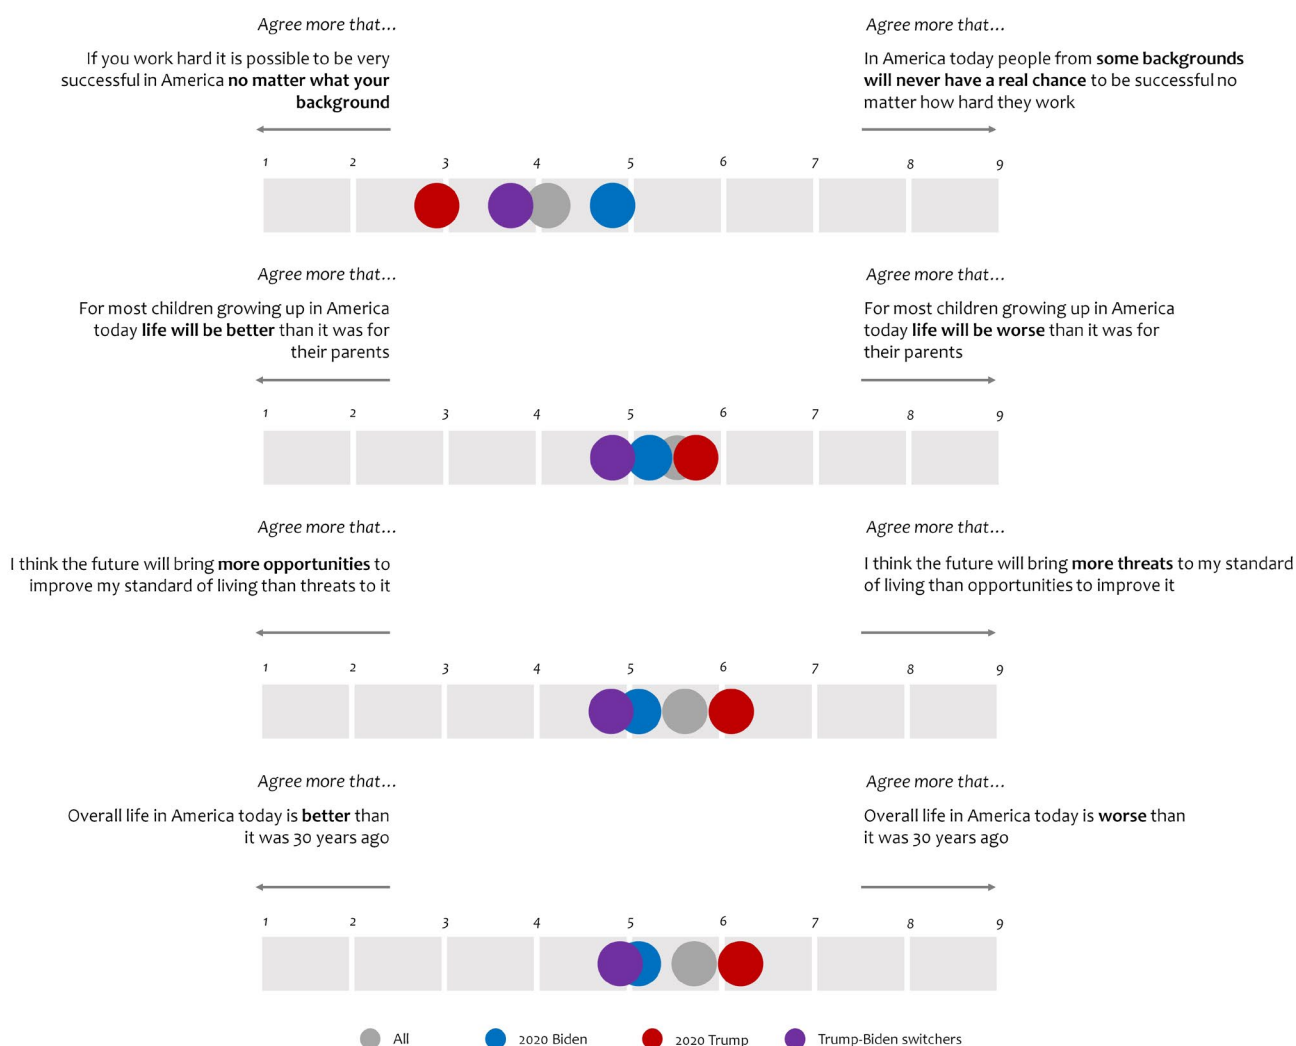 Agree more that...
Agree more that...
If you work hard it is possible to be very
successful in America no matter what your
background
In America today people from some backgrounds
will never have a real chance to be successful no
matter how hard they work
1 2 3 4 5 6 7 8 9
Agree more that...
Agree more that...
For most children growing up in America
today life will be better than it was for
their parents
For most children growing up in America
today life will be worse than it was for
their parents
1 2 3 4 5 6 7 8 9
Agree more that...
Agree more that...
I think the future will bring more opportunities to
improve my standard of living than threats to it
I think the future will bring more threats to my standard
of living than opportunities to improve it
1 2 3 4 5 6 7 8 9
Agree more that...
Agree more that...
Overall life in America today is better than
it was 30 years ago
Overall life in America today is worse than
it was 30 years ago
1 2 3 4 5 6 7 8 9
All 2020 Biden 2020 Trump Trump-Biden switchers